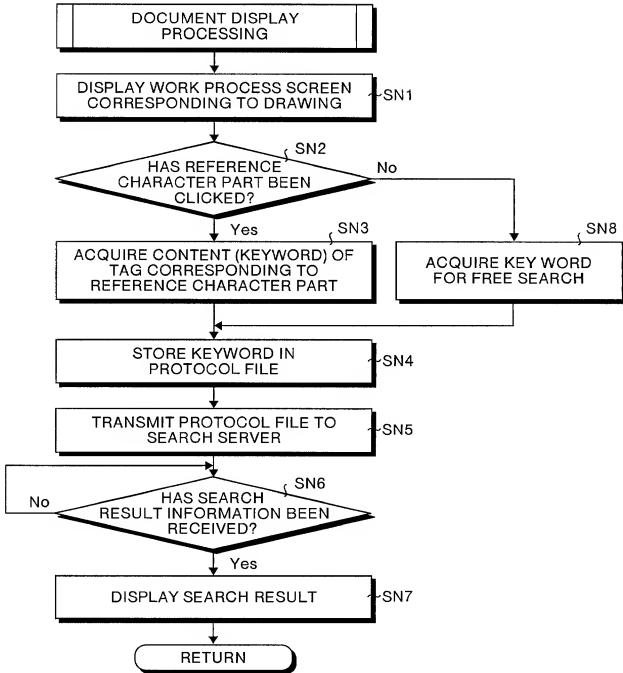 DOCUMENT DISPLAY
PROCESSING
DISPLAY WORK PROCESS SCREEN
CORRESPONDING TO DRAWING
SN1
SN2
HAS REFERENCE
CHARACTER PART BEEN
CLICKED?
No
Yes
SN3
ACQUIRE CONTENT (KEYWORD) OF
TAG CORRESPONDING TO
REFERENCE CHARACTER PART
SN8
ACQUIRE KEY WORD
FOR FREE SEARCH
STORE KEYWORD IN
PROTOCOL FILE
SN4
TRANSMIT PROTOCOL FILE TO
SEARCH SERVER
SN5
SN6
HAS SEARCH
RESULT INFORMATION BEEN
RECEIVED?
No
Yes
DISPLAY SEARCH RESULT
SN7
RETURN